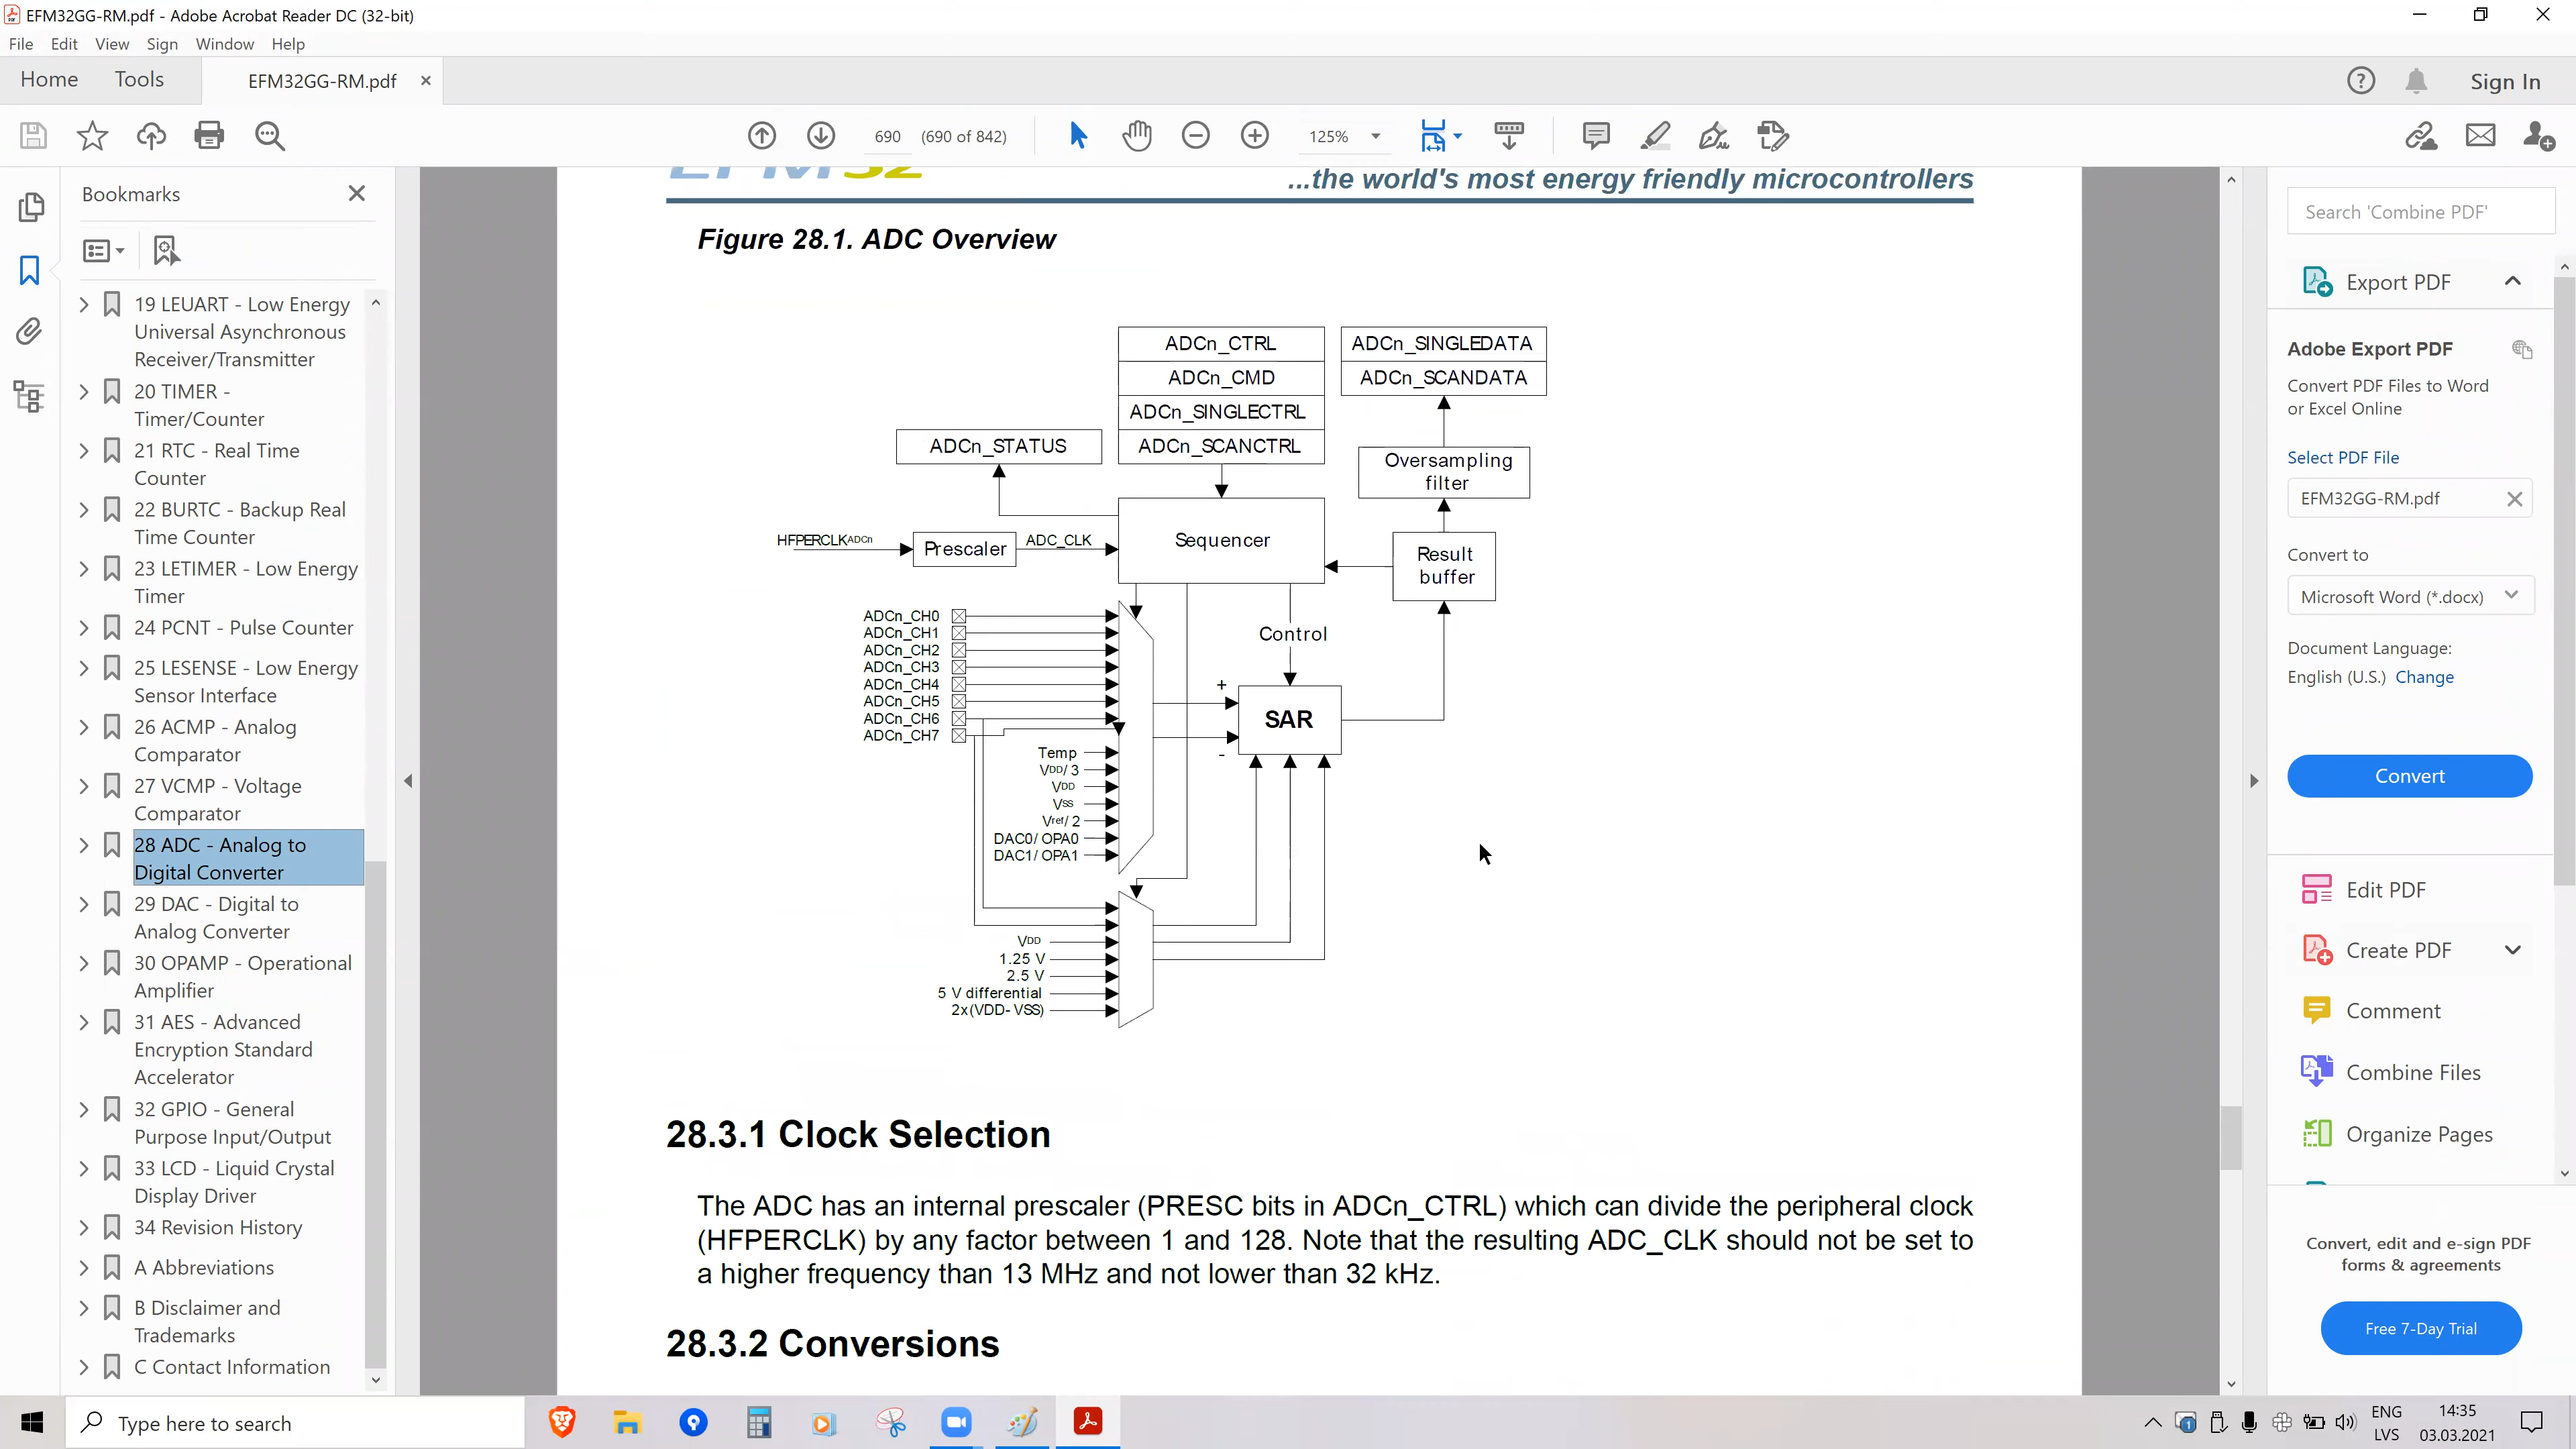 EFM32GG-RM.pdf - Adobe Acrobat Reader DC (32-bit)
File Edit View Sign Window Help
Home Tools EFM32GG-RM.pdf Sign In
690 (690 of 842) 125%
Bookmarks
19 LEUART - Low Energy
Universal Asynchronous
Receiver/Transmitter
20 TIMER -
Timer/Counter
21 RTC - Real Time
Counter
22 BURTC - Backup Real
Time Counter
23 LETIMER - Low Energy
Timer
24 PCNT - Pulse Counter
25 LESENSE - Low Energy
Sensor Interface
26 ACMP - Analog
Comparator
27 VCMP - Voltage
Comparator
28 ADC - Analog to
Digital Converter
29 DAC - Digital to
Analog Converter
30 OPAMP - Operational
Amplifier
31 AES - Advanced
Encryption Standard
Accelerator
32 GPIO - General
Purpose Input/Output
33 LCD - Liquid Crystal
Display Driver
34 Revision History
A Abbreviations
B Disclaimer and
Trademarks
C Contact Information
EFM32
...the world's most energy friendly microcontrollers
Figure 28.1. ADC Overview
ADCn_CTRL
ADCn_CMD
ADCn_SINGLECTRL
ADCn_SCANCTRL
ADCn_SINGLEDATA
ADCn_SCANDATA
ADCn_STATUS
Oversampling
filter
HFPERCLKADCn
Prescaler
ADC_CLK
Sequencer
Result
buffer
ADCn_CH0
ADCn_CH1
ADCn_CH2
ADCn_CH3
ADCn_CH4
ADCn_CH5
ADCn_CH6
ADCn_CH7
Control
+
SAR
-
Temp
VDD/3
VDD
VSS
Vref/2
DAC0/OPA0
DAC1/OPA1
VDD
1.25 V
2.5 V
5 V differential
2x(VDD-VSS)
28.3.1 Clock Selection
The ADC has an internal prescaler (PRESC bits in ADCn_CTRL) which can divide the peripheral clock
(HFPERCLK) by any factor between 1 and 128. Note that the resulting ADC_CLK should not be set to
a higher frequency than 13 MHz and not lower than 32 kHz.
28.3.2 Conversions
Search 'Combine PDF'
Export PDF
Adobe Export PDF
Convert PDF Files to Word
or Excel Online
Select PDF File
EFM32GG-RM.pdf
Convert to
Microsoft Word (*.docx)
Document Language:
English (U.S.) Change
Convert
Edit PDF
Create PDF
Comment
Combine Files
Organize Pages
Convert, edit and e-sign PDF
forms & agreements
Free 7-Day Trial
Type here to search
1
ENG
LVS
14:35
03.03.2021